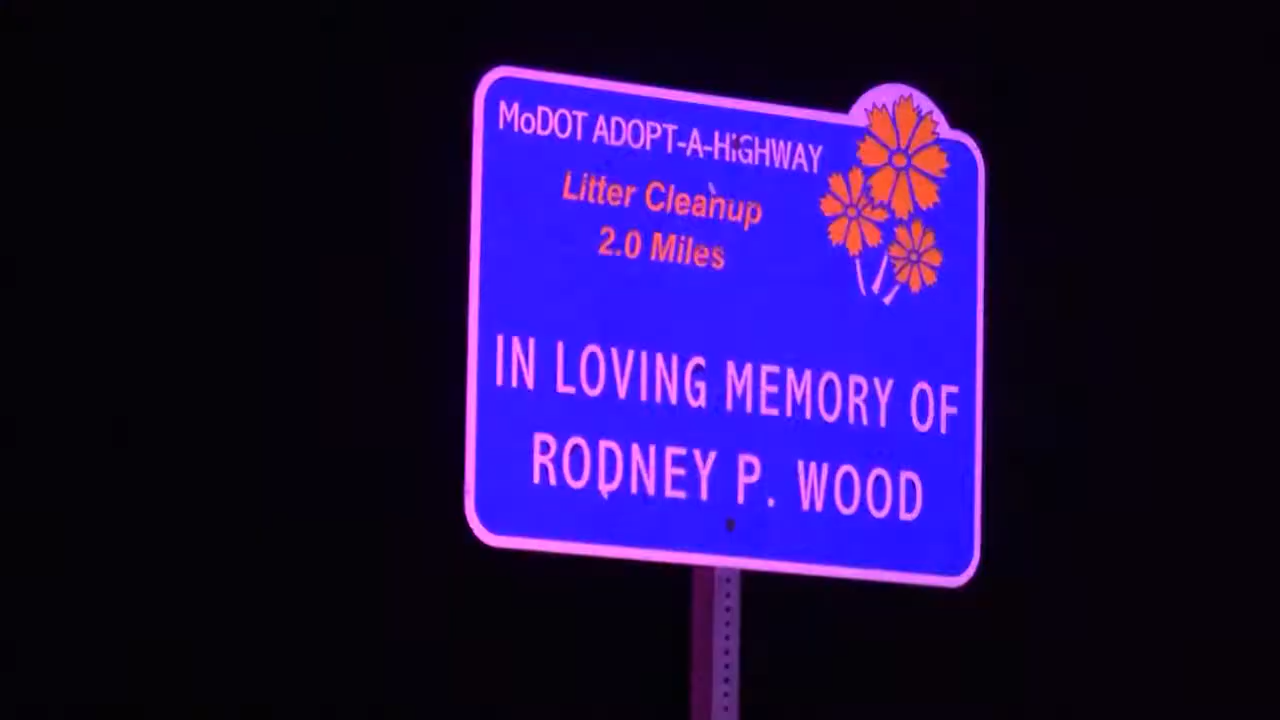 MoDOT ADOPT-A-HIGHWAY
Litter Cleanup
2.0 Miles
IN LOVING MEMORY OF
RODNEY P. WOOD